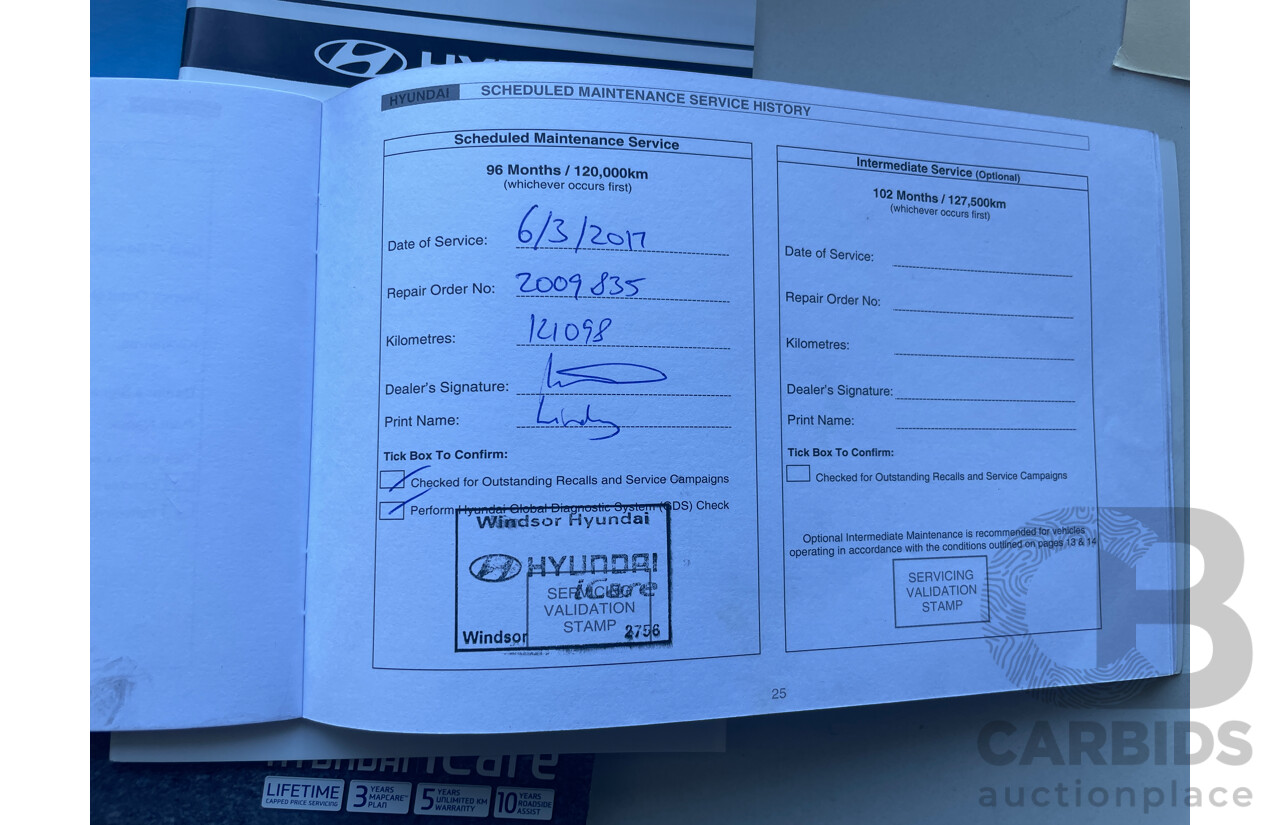 HYUNDAI
SCHEDULED MAINTENANCE SERVICE HISTORY
Scheduled Maintenance Service
96 Months / 120,000km
(whichever occurs first)
Date of Service: 6/3/2017
Repair Order No: 2009835
Kilometres: 121098
Dealer's Signature:
Print Name: Lindy
Tick Box To Confirm:
Checked for Outstanding Recalls and Service Campaigns
Perform Hyundai Global Diagnostic System (GDS) Check
Windsor Hyundai
HYUNDAI
iCare
SERVICING
VALIDATION
STAMP
Windsor 2756
Intermediate Service (Optional)
102 Months / 127,500km
(whichever occurs first)
Date of Service:
Repair Order No:
Kilometres:
Dealer's Signature:
Print Name:
Tick Box To Confirm:
Checked for Outstanding Recalls and Service Campaigns
Optional Intermediate Maintenance is recommended for vehicles
operating in accordance with the conditions outlined on pages 13 & 14
SERVICING
VALIDATION
STAMP
25
iCare
LIFETIME
CAPPED PRICE SERVICING
3 YEARS
MAPCARE™
PLAN
5 YEARS
UNLIMITED KM
WARRANTY
10 YEARS
ROADSIDE
ASSIST
CB
CARBIDS
auctionplace